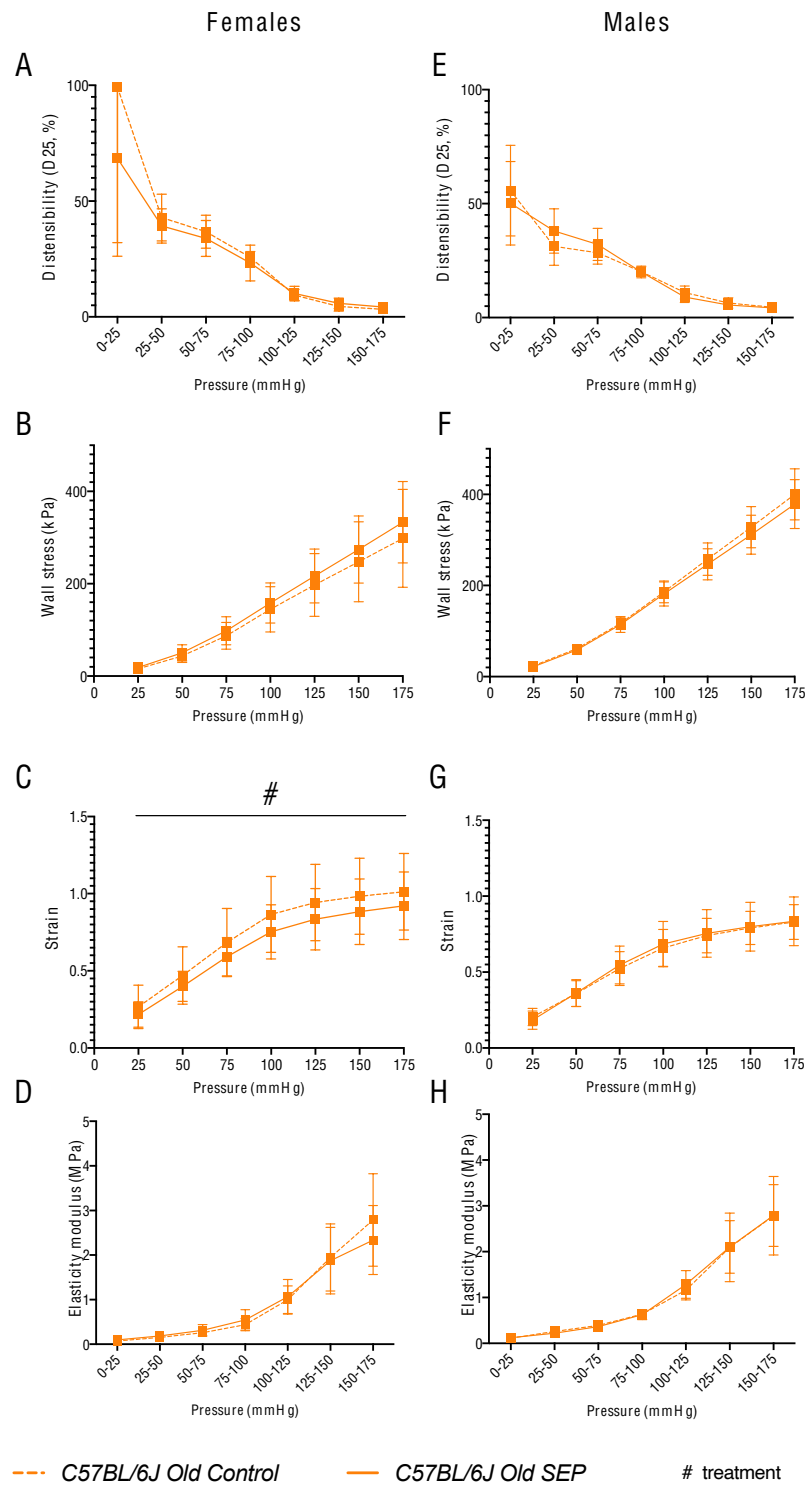 Females
Males
A
Distensibility (D25, %)
100
50
0
0-25
25-50
50-75
75-100
100-125
125-150
150-175
Pressure (mmHg)
E
Distensibility (D25, %)
100
50
0
0-25
25-50
50-75
75-100
100-125
125-150
150-175
Pressure (mmHg)
B
Wall stress (kPa)
400
200
0
0 25 50 75 100 125 150 175
Pressure (mmHg)
F
Wall stress (kPa)
400
200
0
0 25 50 75 100 125 150 175
Pressure (mmHg)
C
#
Strain
1.5
1.0
0.5
0.0
0 25 50 75 100 125 150 175
Pressure (mmHg)
G
Strain
1.5
1.0
0.5
0.0
0 25 50 75 100 125 150 175
Pressure (mmHg)
D
Elasticity modulus (MPa)
5
4
3
2
1
0
0-25
25-50
50-75
75-100
100-125
125-150
150-175
Pressure (mmHg)
H
Elasticity modulus (MPa)
5
4
3
2
1
0
0-25
25-50
50-75
75-100
100-125
125-150
150-175
Pressure (mmHg)
C57BL/6J Old Control
C57BL/6J Old SEP
# treatment